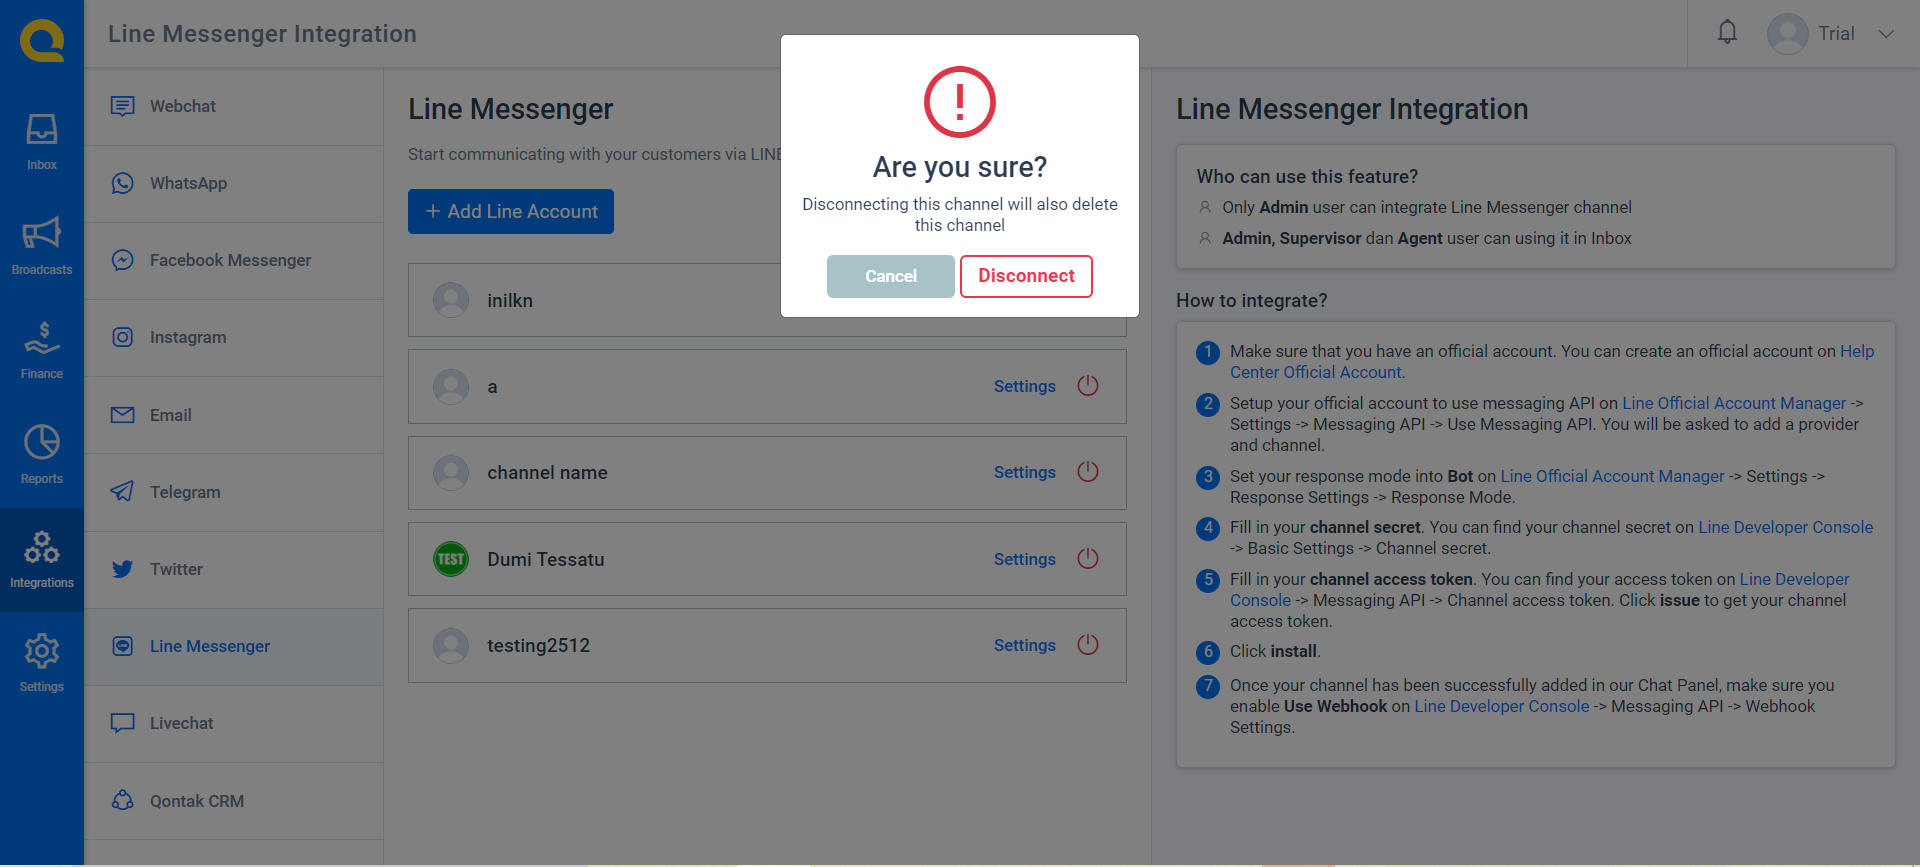 Line Messenger Integration
Trial
Inbox
Broadcasts
Finance
Reports
Integrations
Settings
Webchat
WhatsApp
Facebook Messenger
Instagram
Email
Telegram
Twitter
Line Messenger
Livechat
Qontak CRM
Line Messenger
Start communicating with your customers via LINE
+ Add Line Account
inilkn
a
Settings
channel name
Settings
TEST
Dumi Tessatu
Settings
testing2512
Settings
!
Are you sure?
Disconnecting this channel will also delete
this channel
Cancel
Disconnect
Line Messenger Integration
Who can use this feature?
Only Admin user can integrate Line Messenger channel
Admin, Supervisor dan Agent user can using it in Inbox
How to integrate?
1 Make sure that you have an official account. You can create an official account on Help
Center Official Account.
2 Setup your official account to use messaging API on Line Official Account Manager ->
Settings -> Messaging API -> Use Messaging API. You will be asked to add a provider
and channel.
3 Set your response mode into Bot on Line Official Account Manager -> Settings ->
Response Settings -> Response Mode.
4 Fill in your channel secret. You can find your channel secret on Line Developer Console
-> Basic Settings -> Channel secret.
5 Fill in your channel access token. You can find your access token on Line Developer
Console -> Messaging API -> Channel access token. Click issue to get your channel
access token.
6 Click install.
7 Once your channel has been successfully added in our Chat Panel, make sure you
enable Use Webhook on Line Developer Console -> Messaging API -> Webhook
Settings.